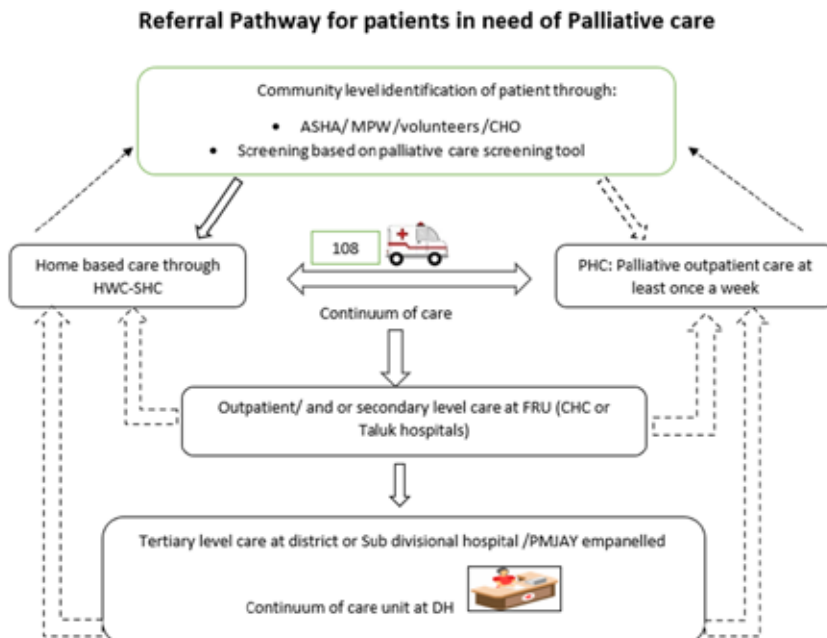 Referral Pathway for patients in need of Palliative care
Community level identification of patient through:
• ASHA/ MPW /volunteers /CHO
• Screening based on palliative care screening tool
108
Home based care through
HWC-SHC
PHC: Palliative outpatient care at
least once a week
Continuum of care
Outpatient/ and or secondary level care at FRU (CHC or
Taluk hospitals)
Tertiary level care at district or Sub divisional hospital /PMJAY empanelled
Continuum of care unit at DH